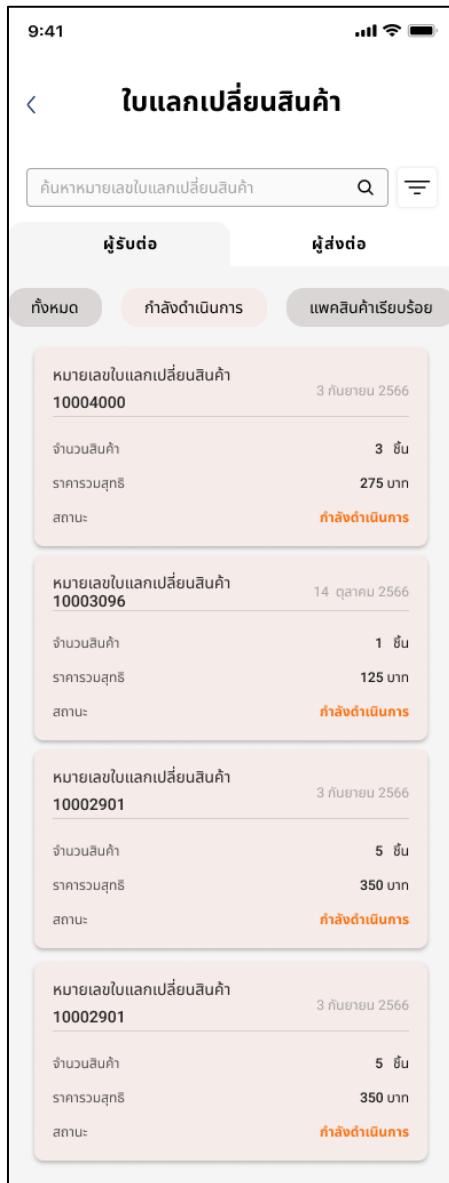 9:41
ใบแลกเปลี่ยนสินค้า
ค้นหาหมายเลขใบแลกเปลี่ยนสินค้า
ผู้รับต่อ ผู้ส่งต่อ
ทั้งหมด กำลังดำเนินการ แพคสินค้าเรียบร้อย
หมายเลขใบแลกเปลี่ยนสินค้า
10004000 3 กันยายน 2566
จำนวนสินค้า 3 ชิ้น
ราคารวมสุทธิ 275 บาท
สถานะ กำลังดำเนินการ
หมายเลขใบแลกเปลี่ยนสินค้า
10003096 14 ตุลาคม 2566
จำนวนสินค้า 1 ชิ้น
ราคารวมสุทธิ 125 บาท
สถานะ กำลังดำเนินการ
หมายเลขใบแลกเปลี่ยนสินค้า
10002901 3 กันยายน 2566
จำนวนสินค้า 5 ชิ้น
ราคารวมสุทธิ 350 บาท
สถานะ กำลังดำเนินการ
หมายเลขใบแลกเปลี่ยนสินค้า
10002901 3 กันยายน 2566
จำนวนสินค้า 5 ชิ้น
ราคารวมสุทธิ 350 บาท
สถานะ กำลังดำเนินการ